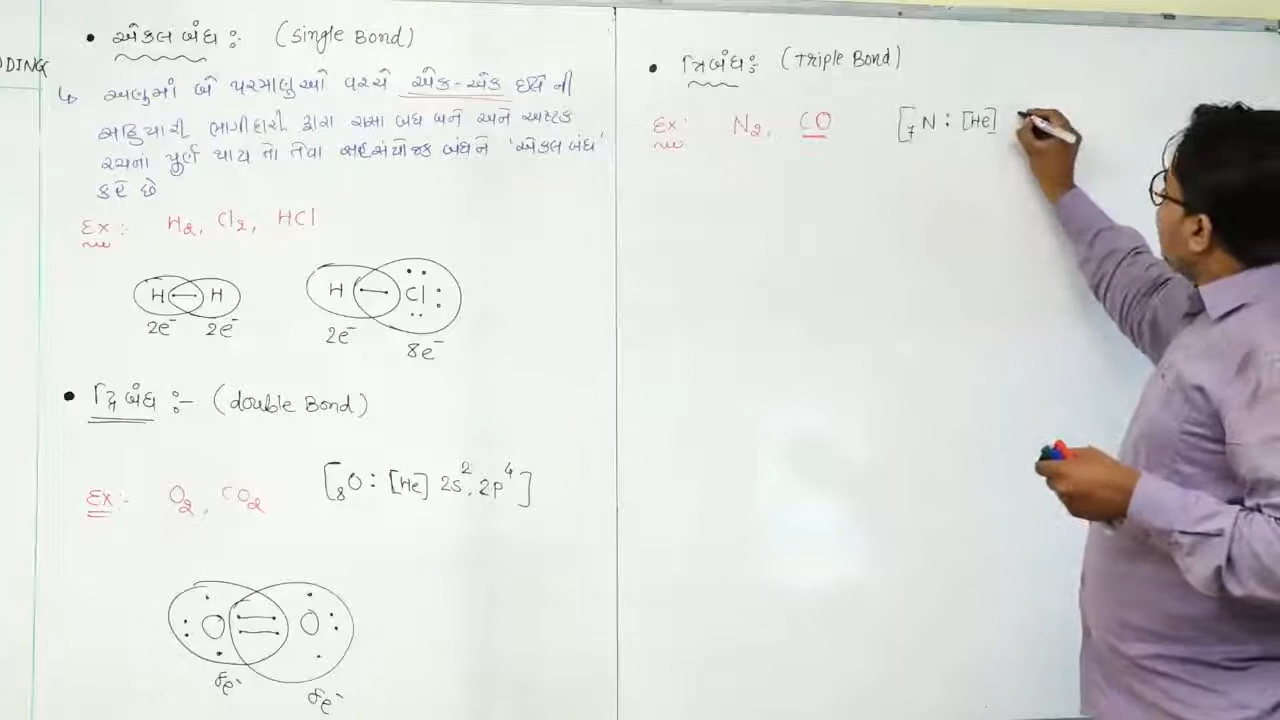 DING
• એકલ બંધ : (Single Bond)
↳ અણુમાં બે પરમાણુઓ વચ્ચે એક-એક ઇલે ની
સહિયારી ભાગીદારી દ્વારા રાસા બંધ બને અને અષ્ટક
રચના પૂર્ણ થાય તો તેવા સહસંયોજક બંધને 'એકલ બંધ'
કહે છે
Ex :- H₂, Cl₂, HCl
H — H
2e⁻ 2e⁻
H — Cl
2e⁻ 8e⁻
• દ્વિબંધ :- (double Bond)
Ex :- O₂, CO₂ [₈O : [He] 2s², 2p⁴]
O = O
8e⁻ 8e⁻
• ત્રિબંધ : (Triple Bond)
Ex: N₂, CO [₇N : [He]